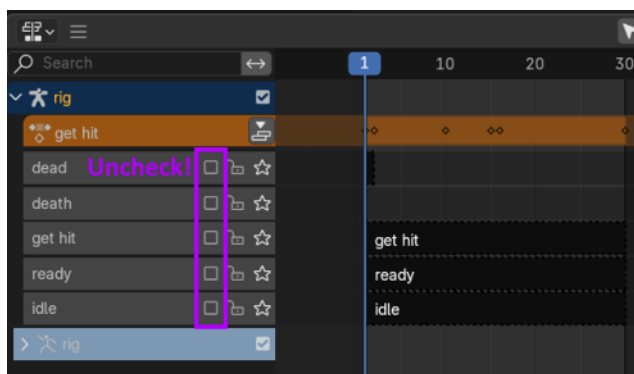 Search
1 10 20 30
rig
get hit
dead Uncheck!
death
get hit get hit
ready ready
idle idle
rig